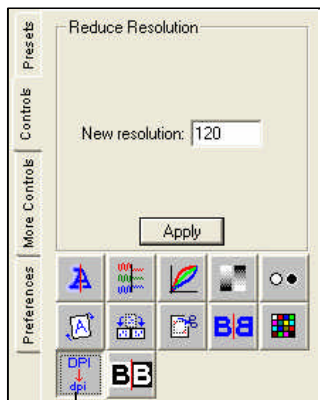 Presets
Controls
More Controls
Preferences
Reduce Resolution
New resolution: 120
Apply
A
A
B B
DPI
dpi
B B